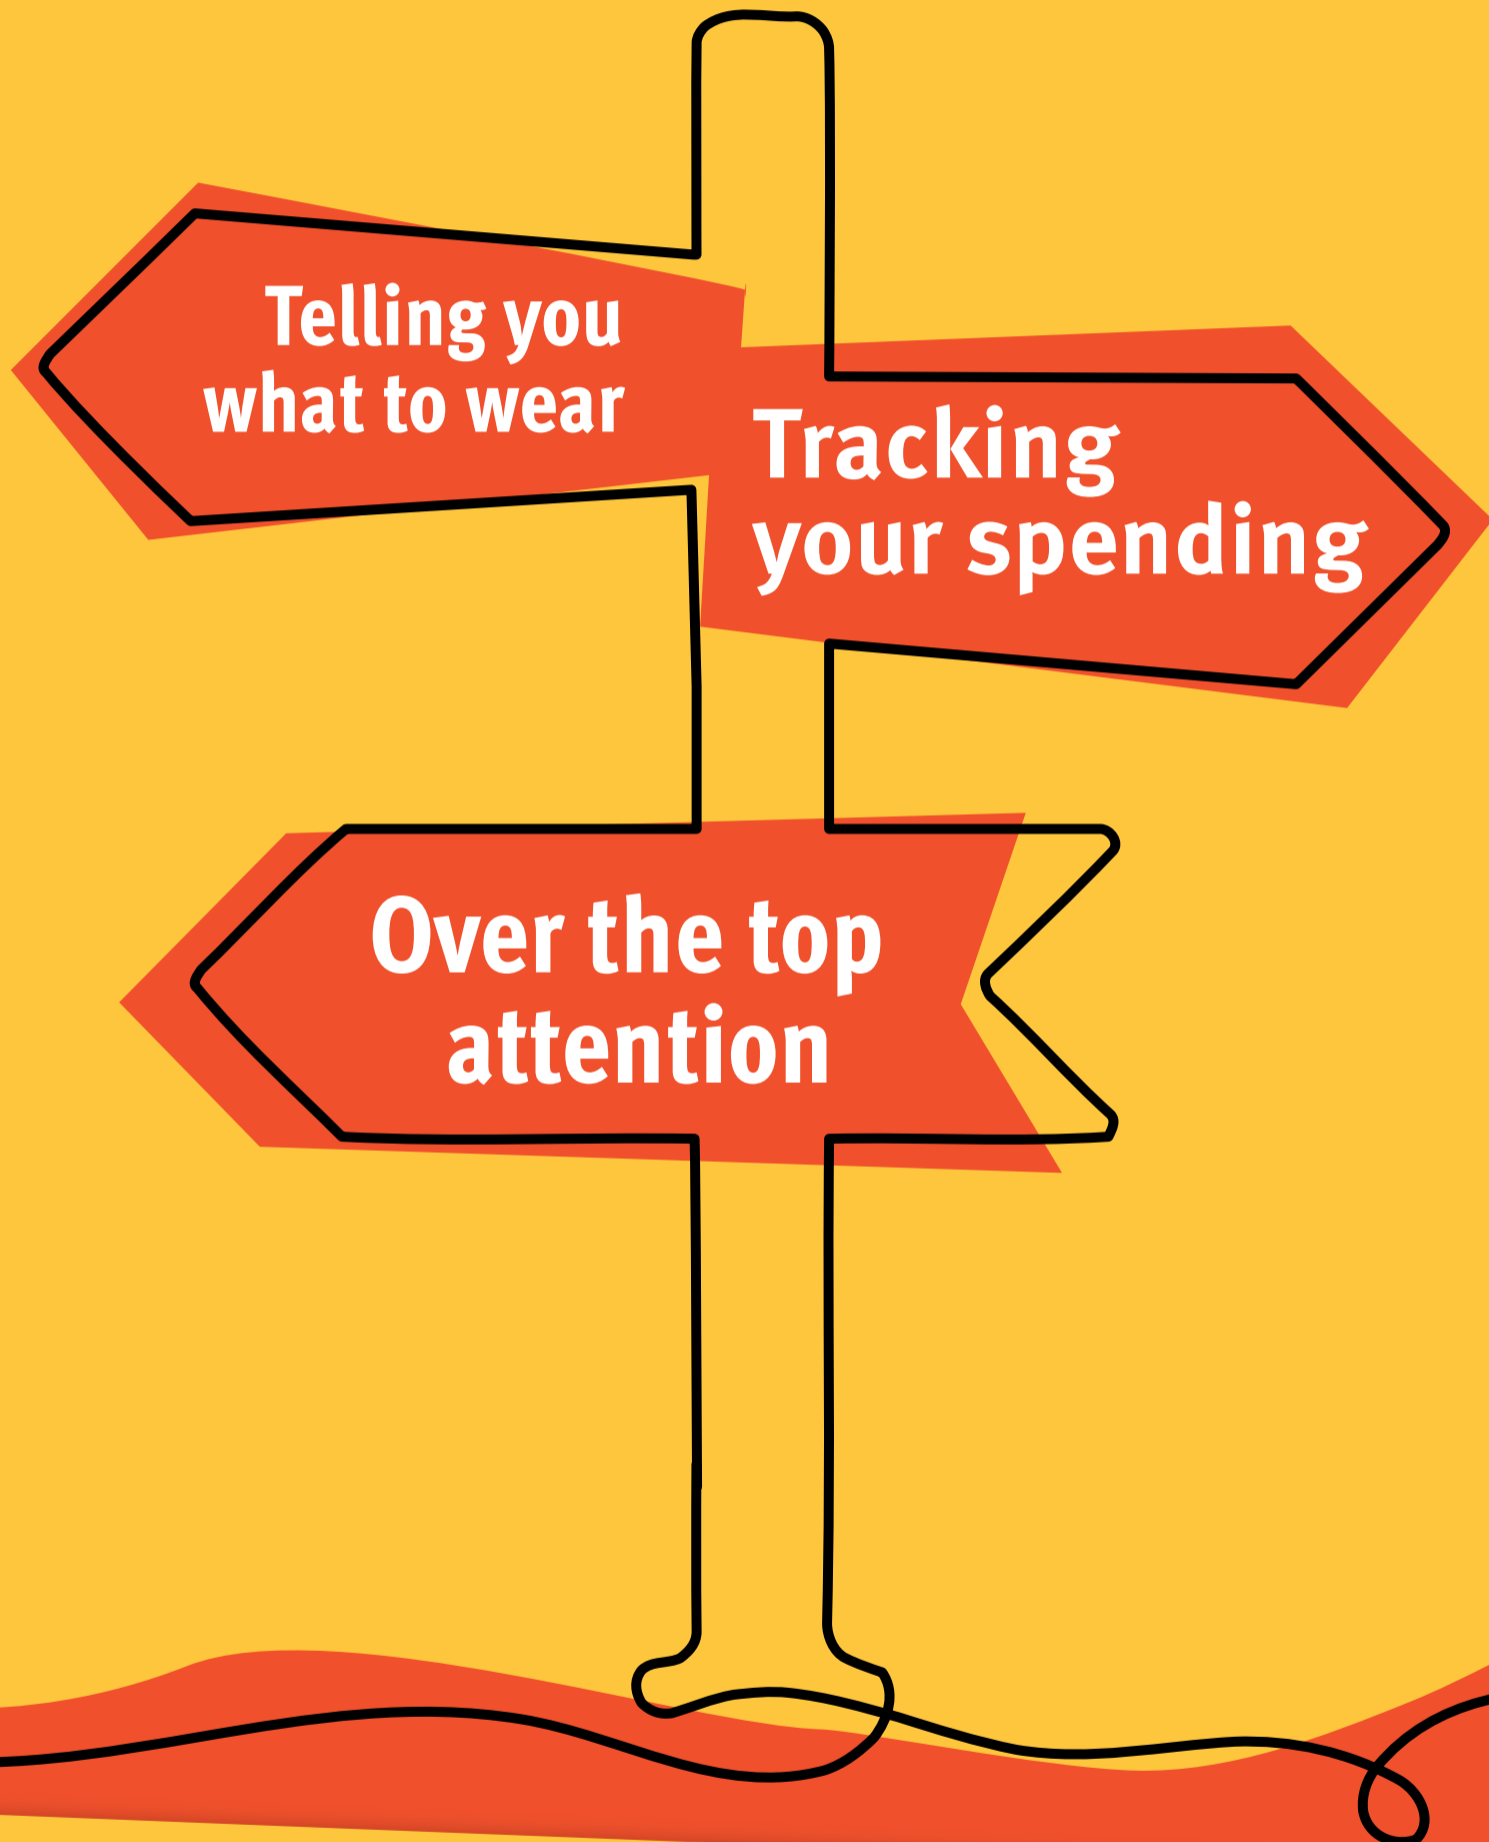 Telling you
what to wear
Tracking
your spending
Over the top
attention